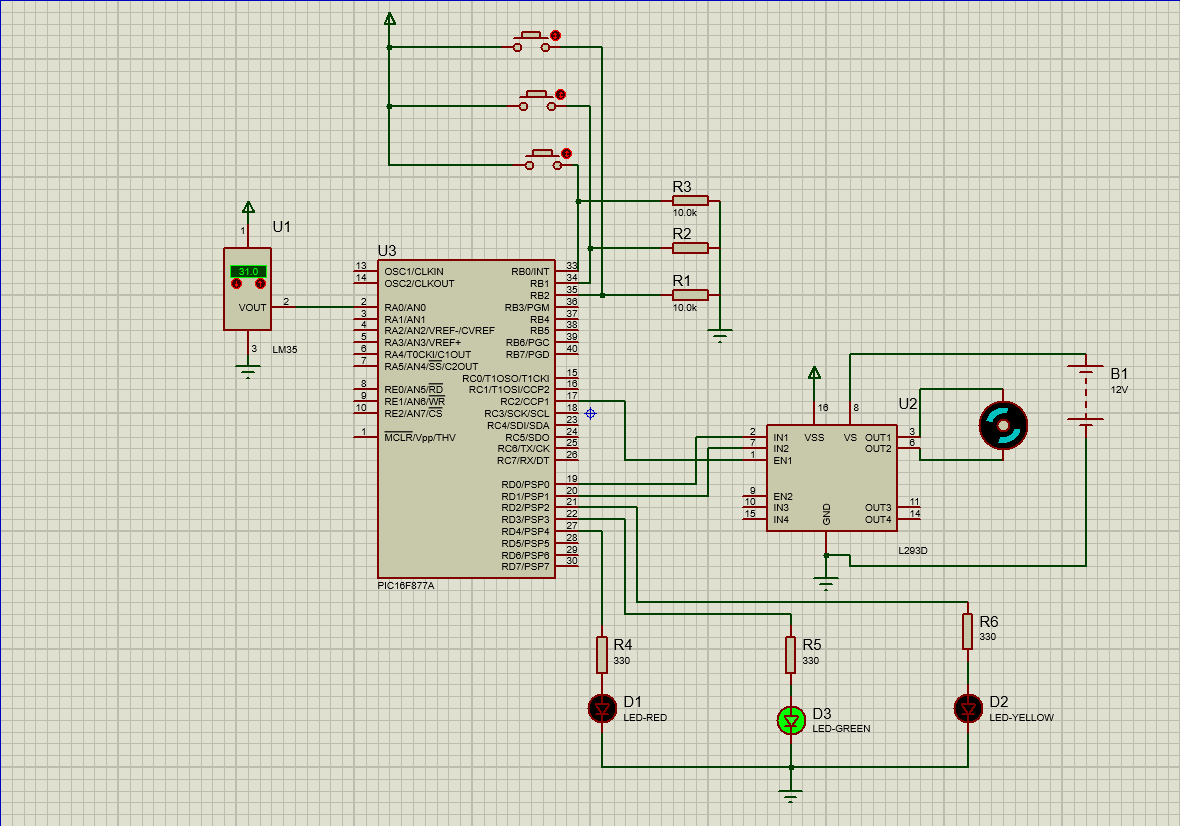 R3
10.0k
R2
R1
10.0k
1
U1
31.0
VOUT
2
3
LM35
U3
13 OSC1/CLKIN
14 OSC2/CLKOUT
2 RA0/AN0
3 RA1/AN1
4 RA2/AN2/VREF-/CVREF
5 RA3/AN3/VREF+
6 RA4/T0CKI/C1OUT
7 RA5/AN4/SS/C2OUT
8 RE0/AN5/RD
9 RE1/AN6/WR
10 RE2/AN7/CS
1 MCLR/Vpp/THV
RB0/INT 33
RB1 34
RB2 35
RB3/PGM 36
RB4 37
RB5 38
RB6/PGC 39
RB7/PGD 40
RC0/T1OSO/T1CKI 15
RC1/T1OSI/CCP2 16
RC2/CCP1 17
RC3/SCK/SCL 18
RC4/SDI/SDA 23
RC5/SDO 24
RC6/TX/CK 25
RC7/RX/DT 26
RD0/PSP0 19
RD1/PSP1 20
RD2/PSP2 21
RD3/PSP3 22
RD4/PSP4 27
RD5/PSP5 28
RD6/PSP6 29
RD7/PSP7 30
PIC16F877A
16 8 U2
VSS VS
2 IN1
7 IN2
1 EN1
9 EN2
10 IN3
15 IN4
OUT1 3
OUT2 6
OUT3 11
OUT4 14
GND
L293D
B1
12V
R4
330
D1
LED-RED
R5
330
D3
LED-GREEN
R6
330
D2
LED-YELLOW